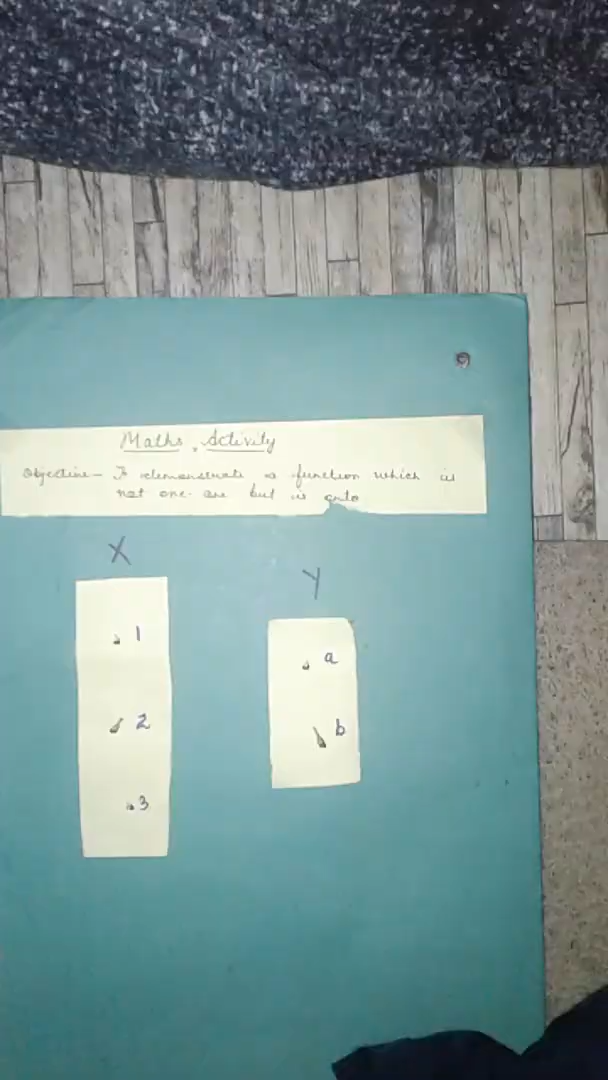 Maths Activity
Objective - To demonstrate a function which is
not one-one but is onto
X
Y
1
a
2
b
3